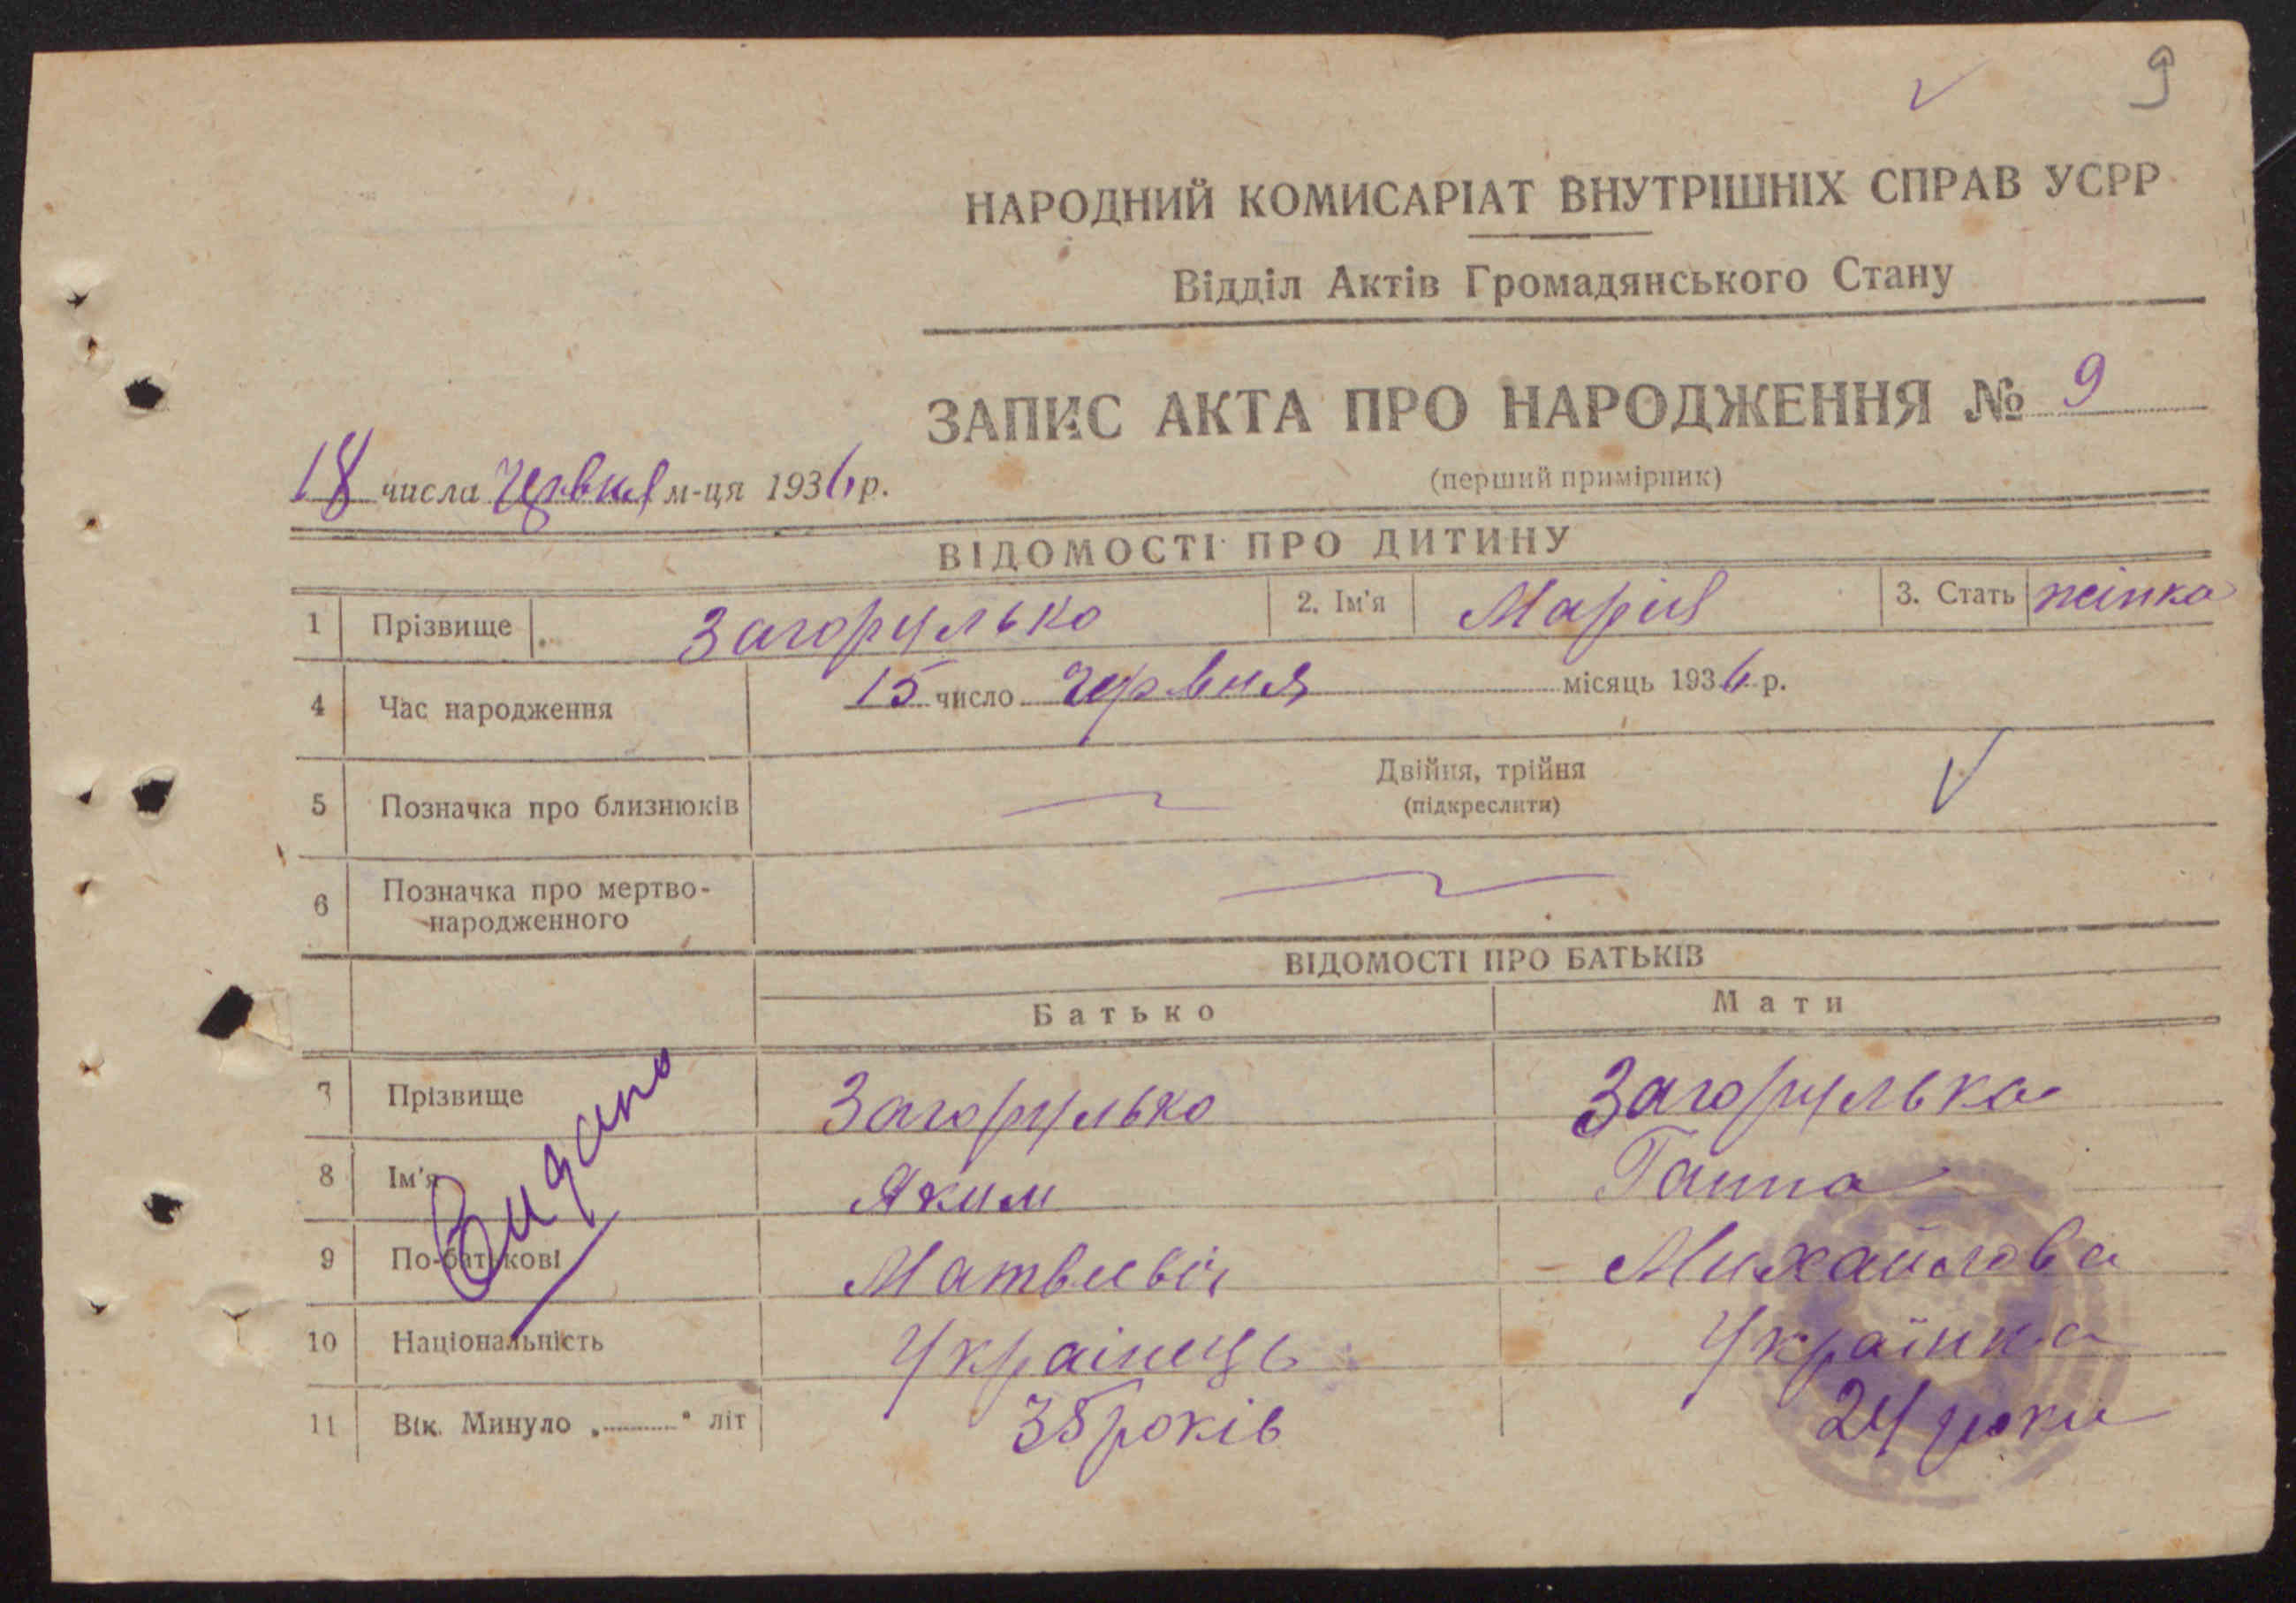 9
НАРОДНИЙ КОМИСАРІАТ ВНУТРІШНІХ СПРАВ УСРР
Відділ Актів Громадянського Стану
ЗАПИС АКТА ПРО НАРОДЖЕННЯ № 9
(перший примірник)
18 числа Червня м-ця 1936 р.
ВІДОМОСТІ ПРО ДИТИНУ
1 Прізвище Загорулько 2. Ім'я Марія 3. Стать жінка
4 Час народження 15 число червня місяць 1936 р.
5 Позначка про близнюків Двійня, трійня
(підкреслити)
6 Позначка про мертво-
народженного
ВІДОМОСТІ ПРО БАТЬКІВ
Батько Мати
7 Прізвище Загорулько Загорулько
8 Ім'я Яким Ганна
9 По-батькові Матвієвіч Михайлова
10 Національність Українець Українка
11 Вік. Минуло „ " літ 35 років 24 роки
Видано